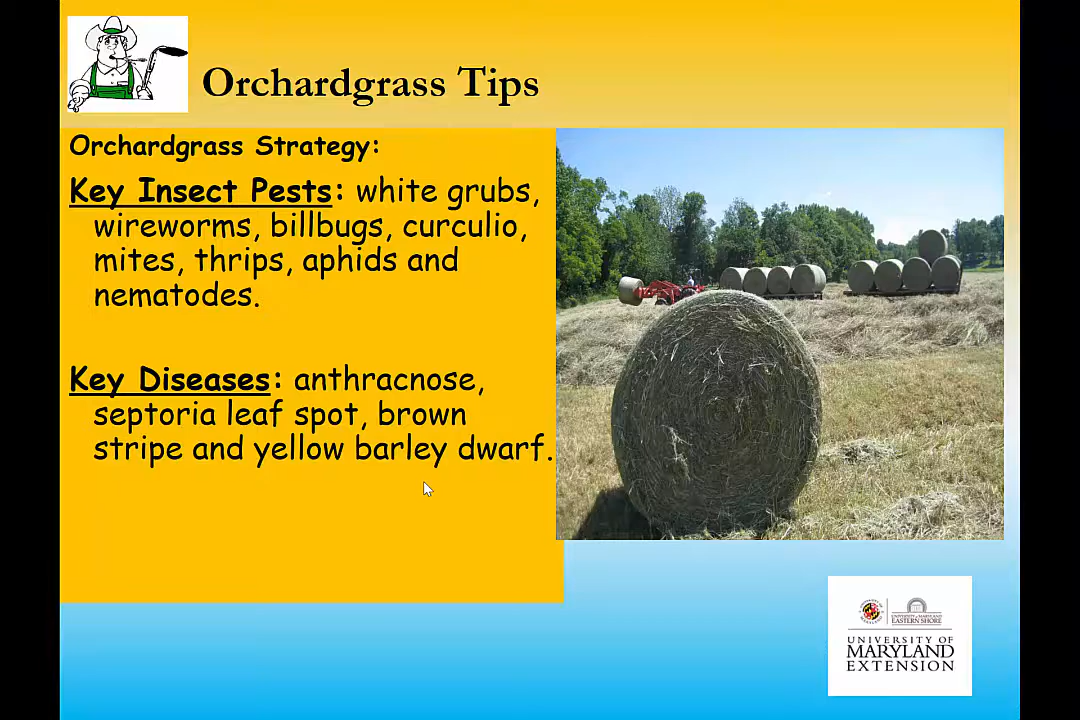 Orchardgrass Tips
Orchardgrass Strategy:
Key Insect Pests: white grubs,
wireworms, billbugs, curculio,
mites, thrips, aphids and
nematodes.
Key Diseases: anthracnose,
septoria leaf spot, brown
stripe and yellow barley dwarf.
UNIVERSITY OF MARYLAND
EASTERN SHORE
UNIVERSITY OF
MARYLAND
EXTENSION